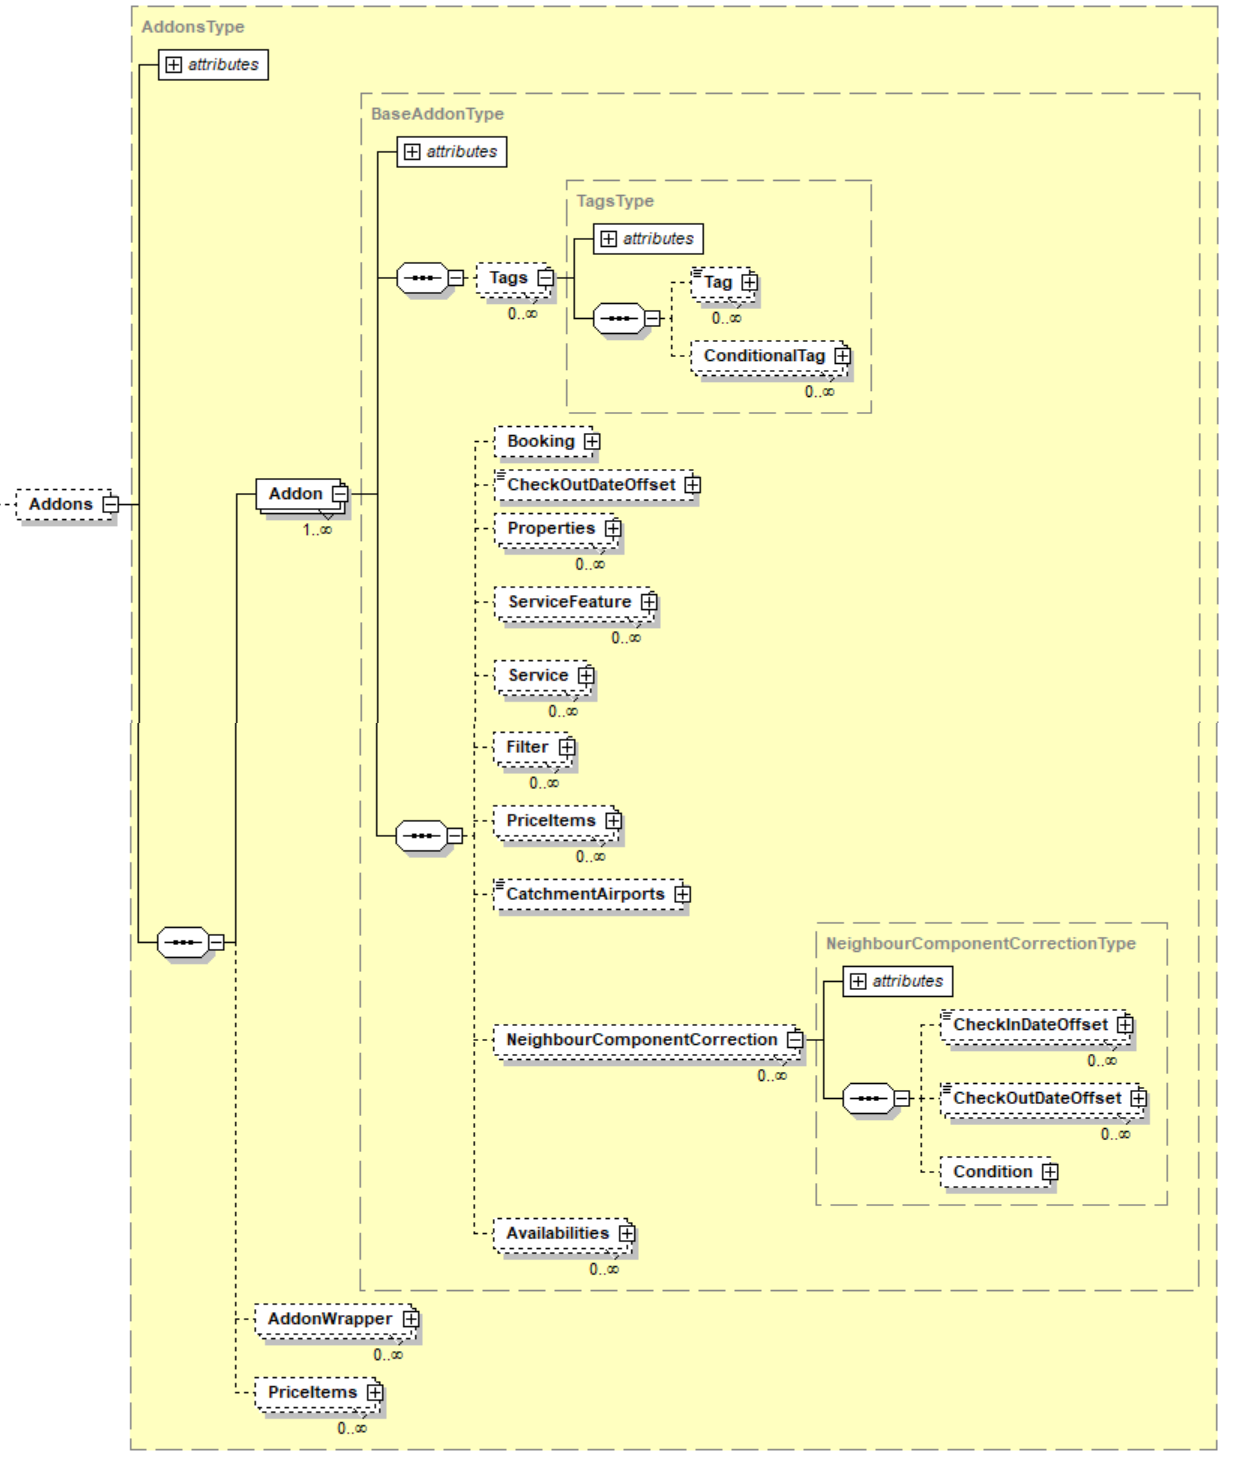 AddonsType
attributes
BaseAddonType
attributes
TagsType
attributes
Tags
0..∞
Tag
0..∞
ConditionalTag
0..∞
Booking
CheckOutDateOffset
Addons
Addon
1..∞
Properties
0..∞
ServiceFeature
0..∞
Service
0..∞
Filter
0..∞
PriceItems
0..∞
CatchmentAirports
NeighbourComponentCorrectionType
attributes
NeighbourComponentCorrection
0..∞
CheckInDateOffset
0..∞
CheckOutDateOffset
0..∞
Condition
Availabilities
0..∞
AddonWrapper
0..∞
PriceItems
0..∞